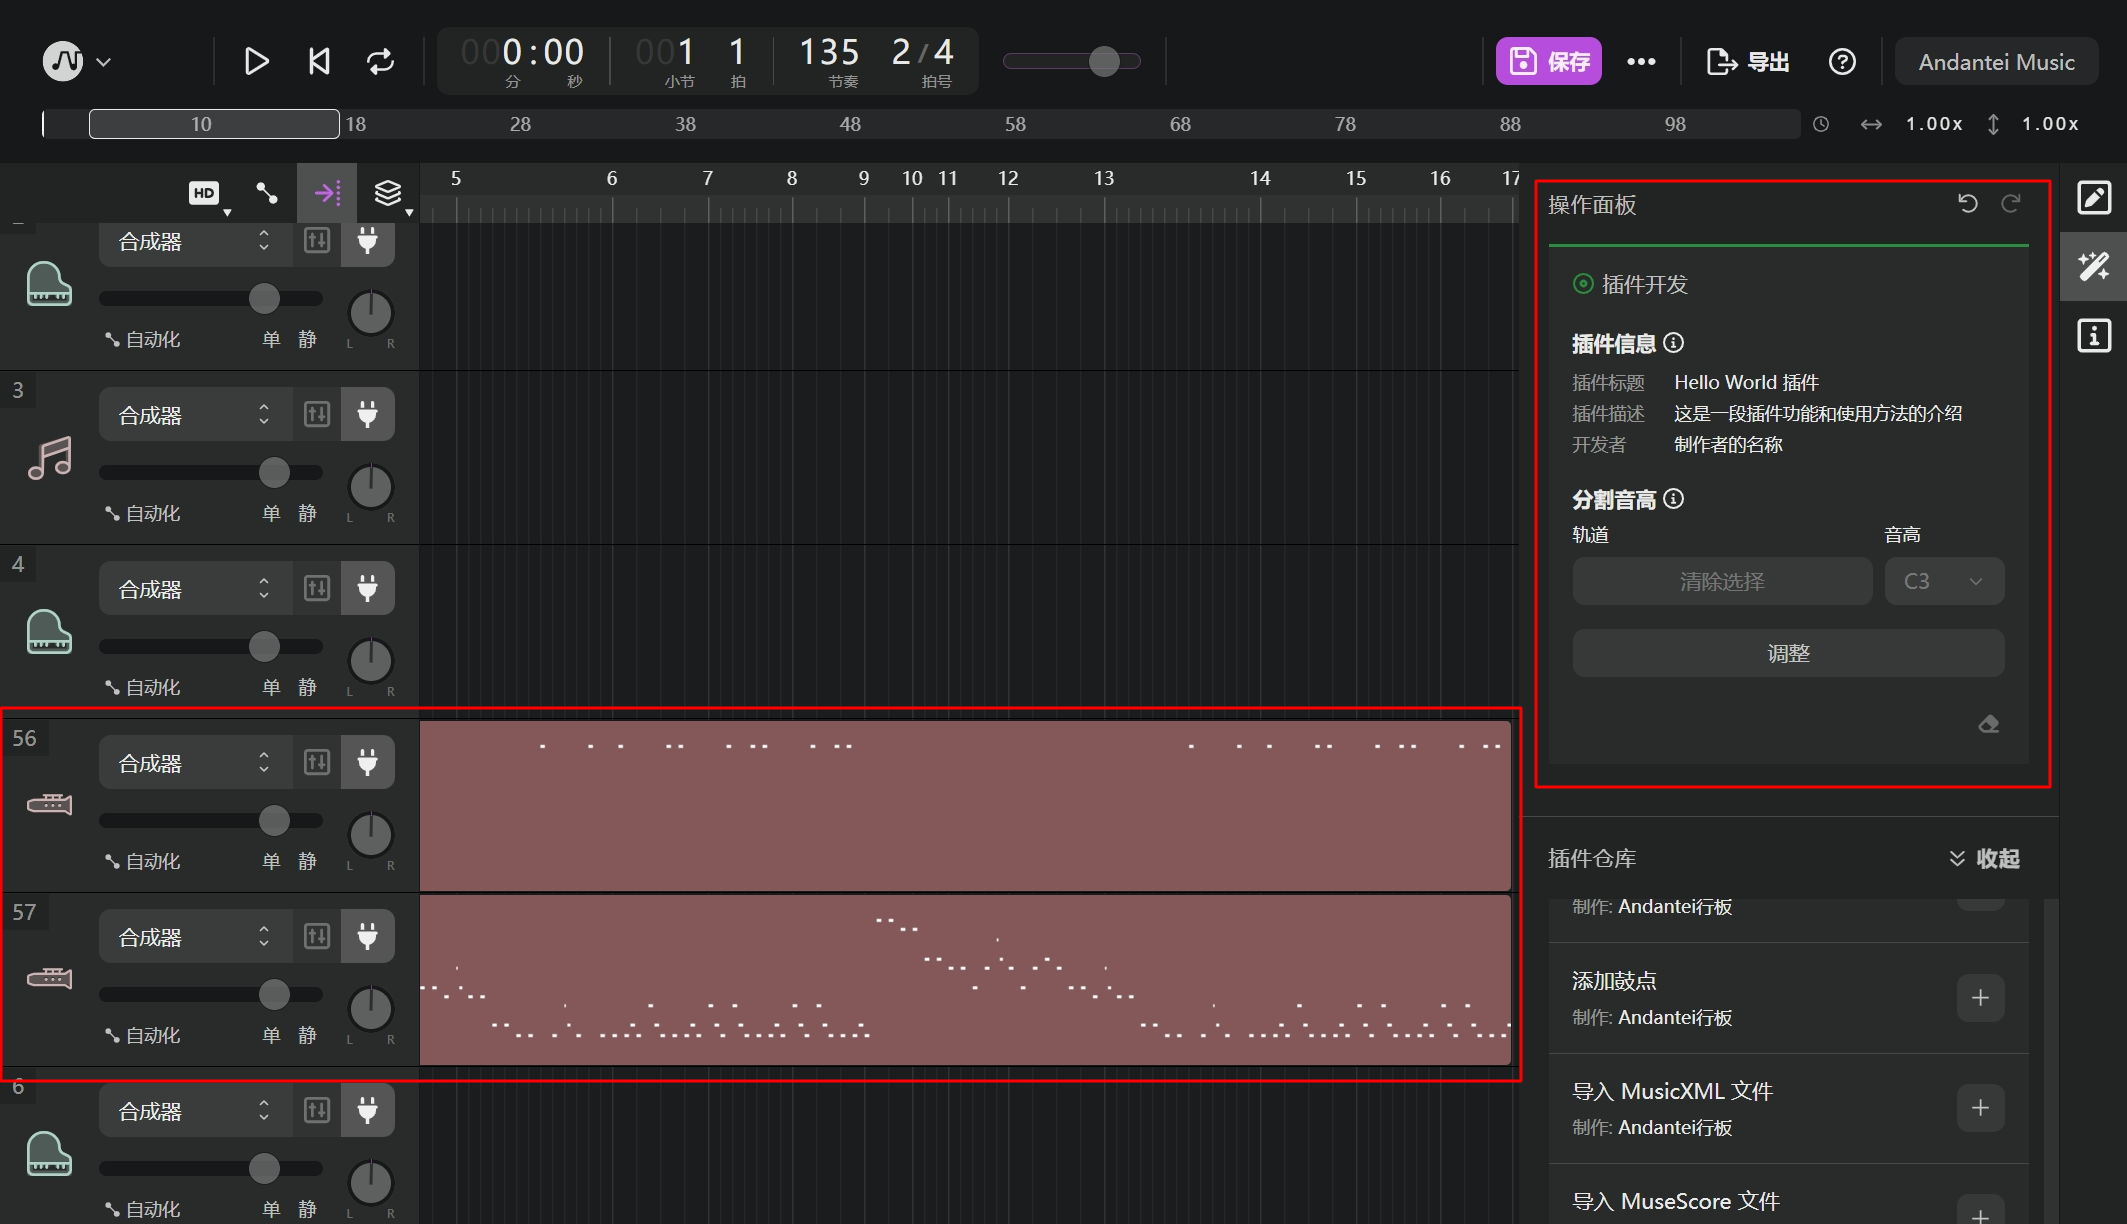 000:00
分 秒
001 1
小节 拍
135 2/4
节奏 拍号
保存
导出
Andantei Music
10 18 28 38 48 58 68 78 88 98
1.00x 1.00x
HD
5 6 7 8 9 10 11 12 13 14 15 16 17
合成器
自动化 单 静 L R
3
合成器
自动化 单 静 L R
4
合成器
自动化 单 静 L R
56
合成器
自动化 单 静 L R
57
合成器
自动化 单 静 L R
6
合成器
自动化 单 静 L R
操作面板
插件开发
插件信息
插件标题 Hello World 插件
插件描述 这是一段插件功能和使用方法的介绍
开发者 制作者的名称
分割音高
轨道 音高
清除选择 C3
调整
插件仓库 收起
制作: Andantei行板
添加鼓点
制作: Andantei行板
导入 MusicXML 文件
制作: Andantei行板
导入 MuseScore 文件